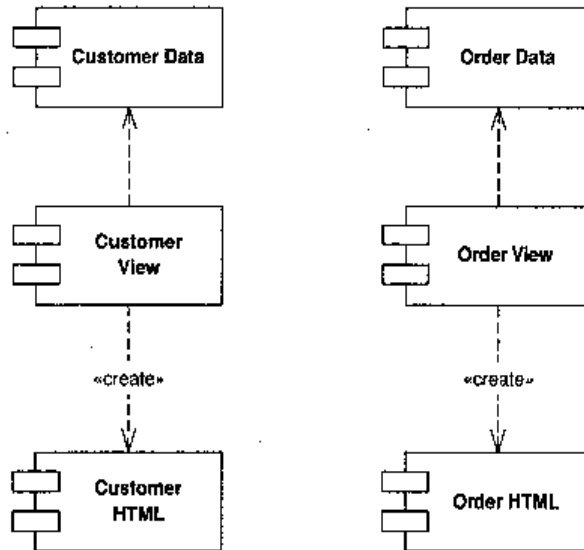 Customer Data
Order Data
Customer
View
Order View
«create»
«create»
Customer
HTML
Order HTML